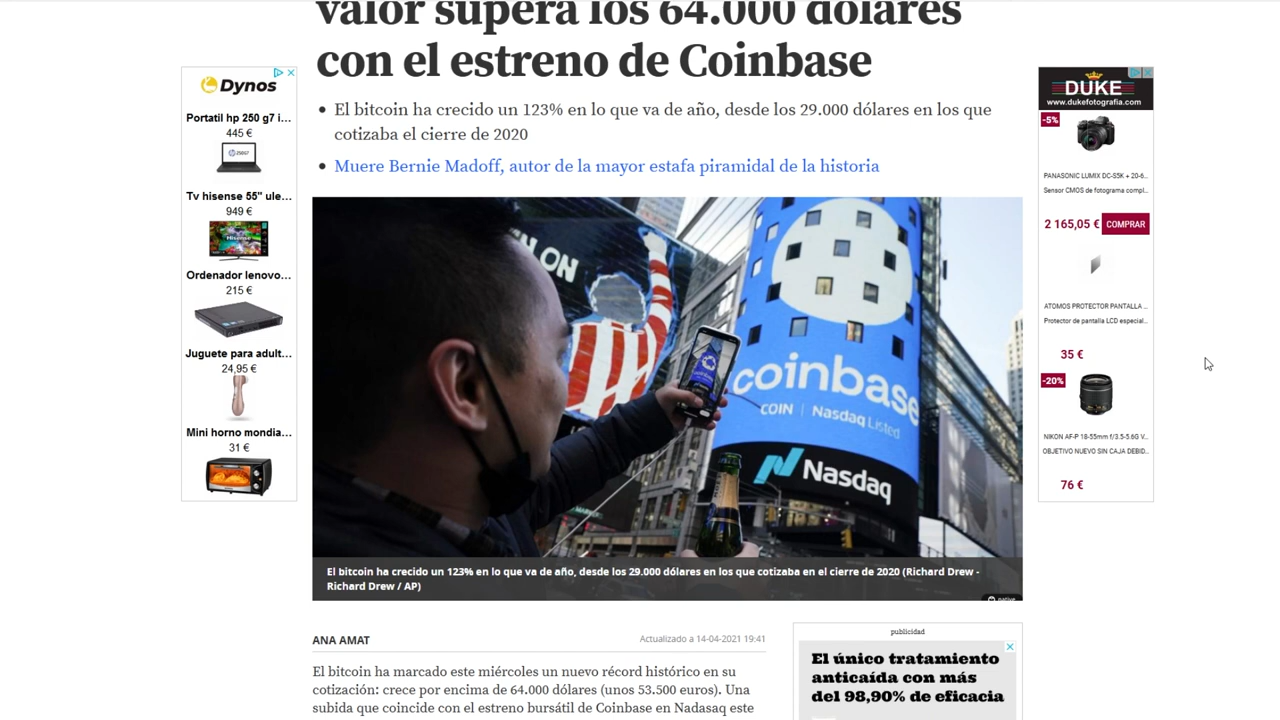 valor supera los 64.000 dólares
con el estreno de Coinbase
El bitcoin ha crecido un 123% en lo que va de año, desde los 29.000 dólares en los que
cotizaba el cierre de 2020
Muere Bernie Madoff, autor de la mayor estafa piramidal de la historia
Dynos
Portatil hp 250 g7 i...
445 €
Tv hisense 55" ule...
949 €
Hisense
Ordenador lenovo...
215 €
Juguete para adult...
24,95 €
Mini horno mondia...
31 €
N ON
coinbase
COIN | Nasdaq Listed
Nasdaq
El bitcoin ha crecido un 123% en lo que va de año, desde los 29.000 dólares en los que cotizaba en el cierre de 2020 (Richard Drew -
Richard Drew / AP)
native
DUKE
www.dukefotografia.com
-5%
PANASONIC LUMIX DC-S5K + 20-6...
Sensor CMOS de fotograma compl...
2 165,05 € COMPRAR
ATOMOS PROTECTOR PANTALLA ...
Protector de pantalla LCD especial...
35 €
-20%
NIKON AF-P 18-55mm f/3.5-5.6G V...
OBJETIVO NUEVO SIN CAJA DEBID...
76 €
ANA AMAT
Actualizado a 14-04-2021 19:41
El bitcoin ha marcado este miércoles un nuevo récord histórico en su
cotización: crece por encima de 64.000 dólares (unos 53.500 euros). Una
subida que coincide con el estreno bursátil de Coinbase en Nadasaq este
publicidad
El único tratamiento
anticaída con más
del 98,90% de eficacia